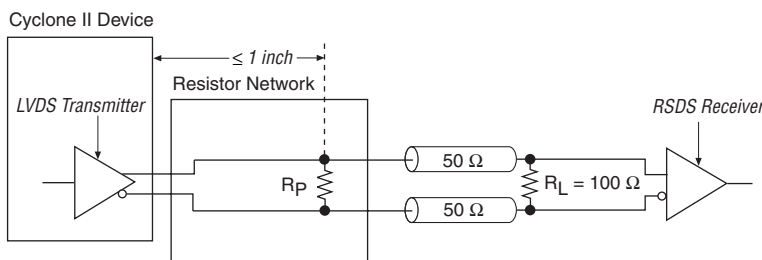 Cyclone II Device
≤ 1 inch
Resistor Network
LVDS Transmitter
RSDS Receiver
50 Ω
RP
RL = 100 Ω
50 Ω